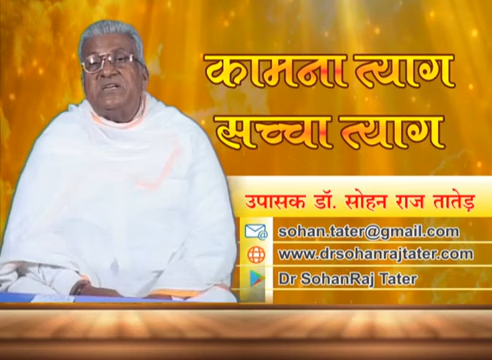 कामना त्याग
सच्चा त्याग
उपासक डॉ. सोहन राज तातेड़
sohan.tater@gmail.com
www.drsohanrajtater.com
Dr SohanRaj Tater